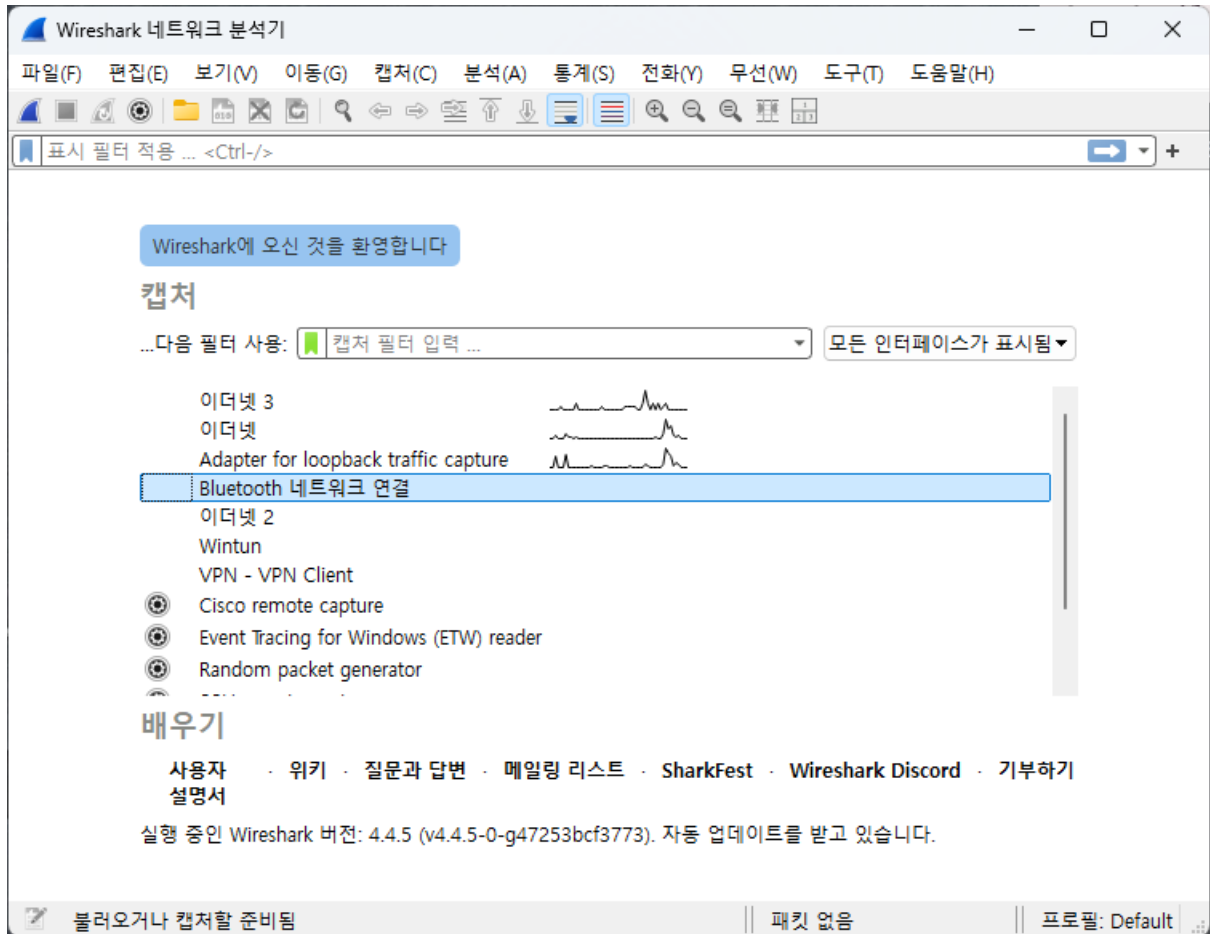 Wireshark 네트워크 분석기
파일(F) 편집(E) 보기(V) 이동(G) 캡처(C) 분석(A) 통계(S) 전화(Y) 무선(W) 도구(T) 도움말(H)
표시 필터 적용 ... <Ctrl-/>
Wireshark에 오신 것을 환영합니다
캡처
...다음 필터 사용: 캡처 필터 입력 ... 모든 인터페이스가 표시됨
이더넷 3
이더넷
Adapter for loopback traffic capture
Bluetooth 네트워크 연결
이더넷 2
Wintun
VPN - VPN Client
Cisco remote capture
Event Tracing for Windows (ETW) reader
Random packet generator
배우기
사용자 설명서 · 위키 · 질문과 답변 · 메일링 리스트 · SharkFest · Wireshark Discord · 기부하기
실행 중인 Wireshark 버전: 4.4.5 (v4.4.5-0-g47253bcf3773). 자동 업데이트를 받고 있습니다.
불러오거나 캡처할 준비됨 패킷 없음 프로필: Default